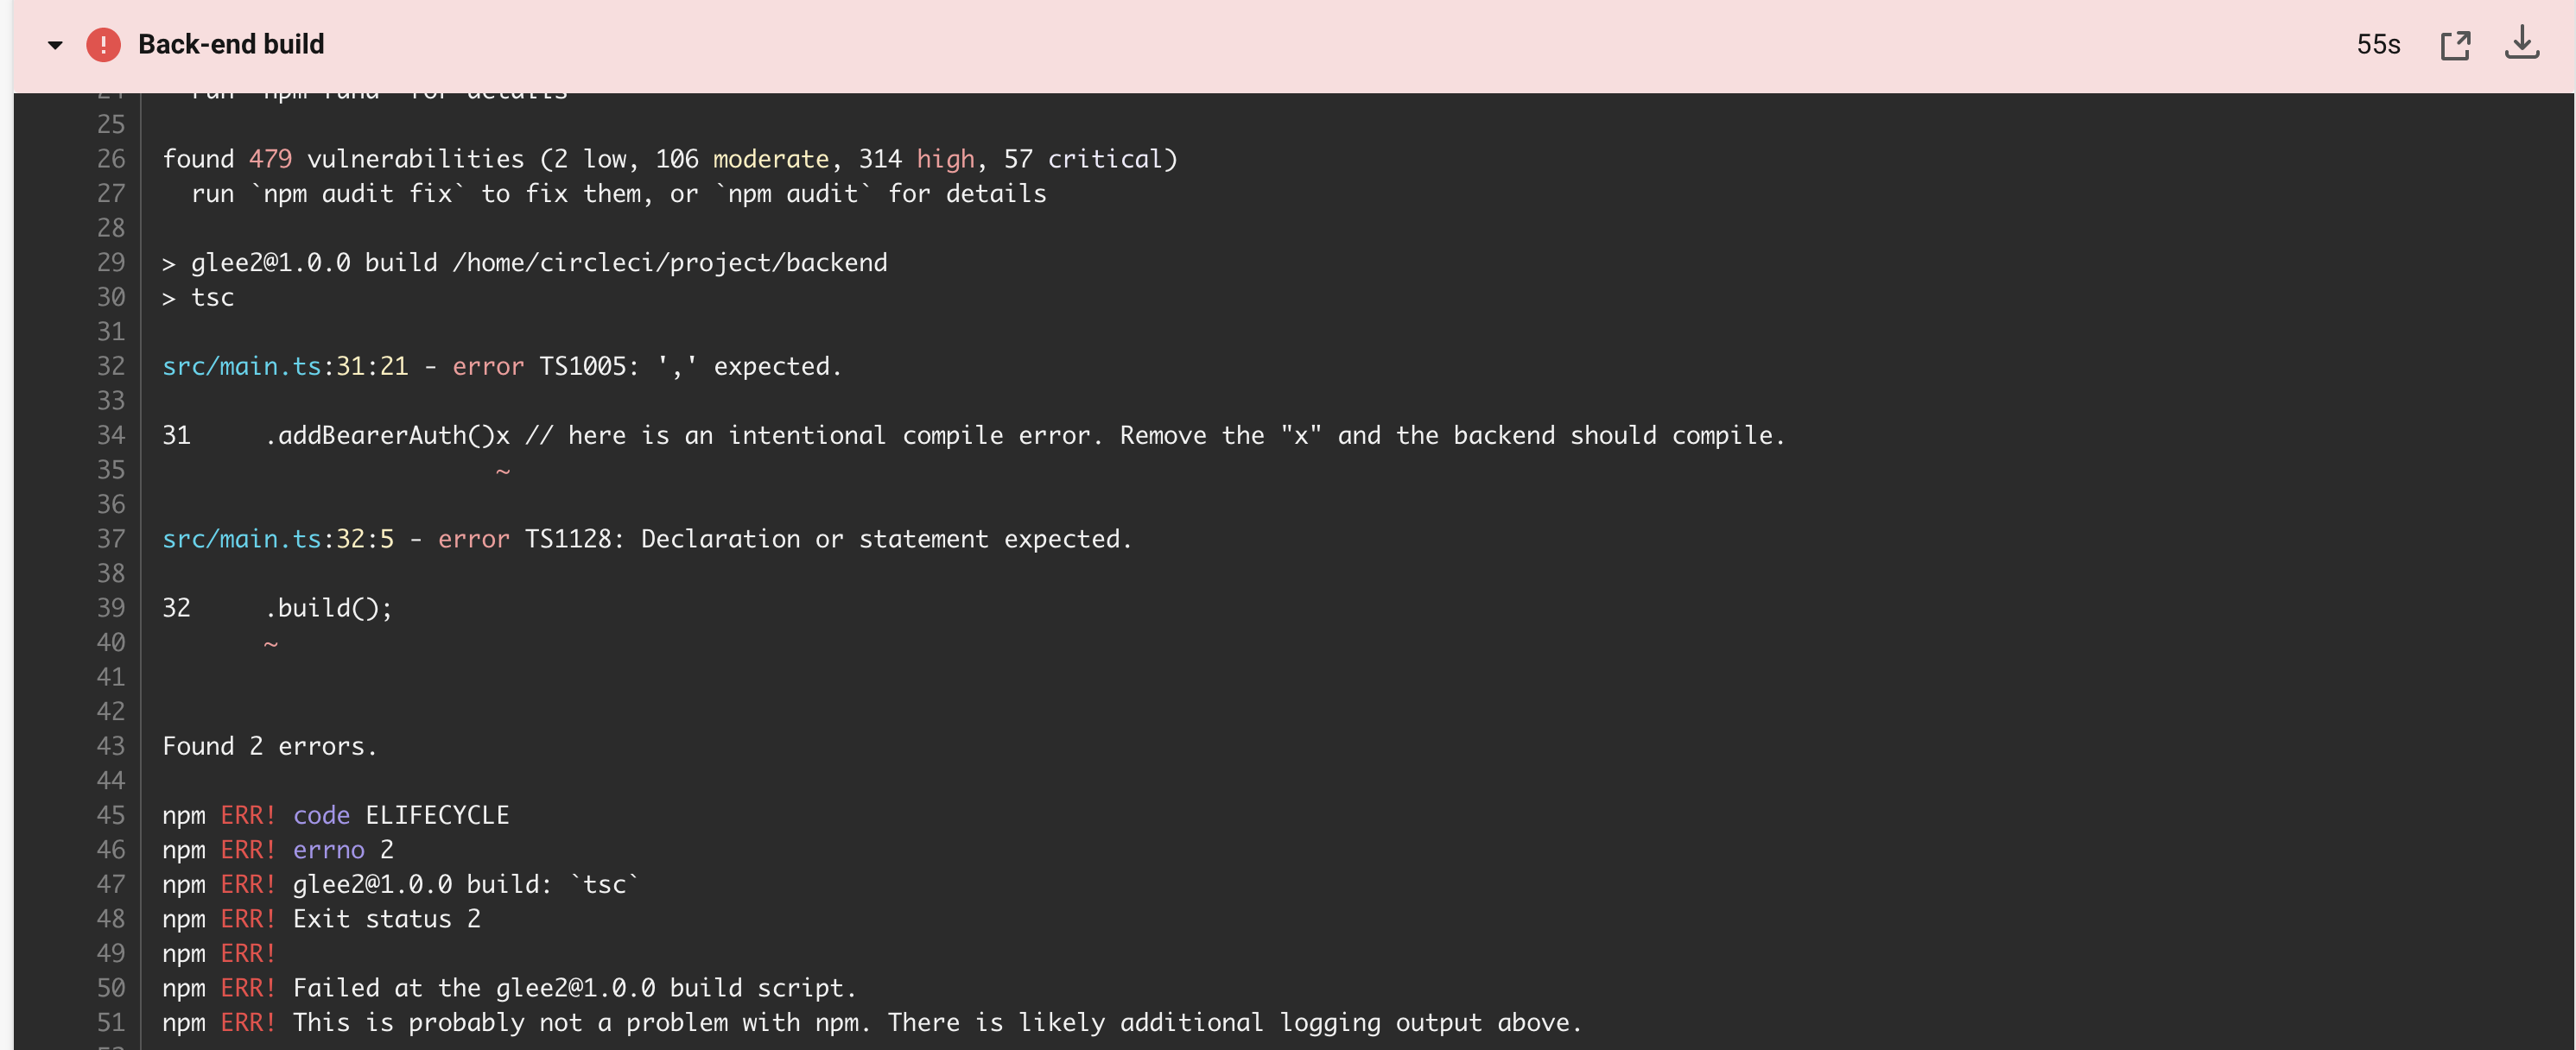 Back-end build 55s
25
26 found 479 vulnerabilities (2 low, 106 moderate, 314 high, 57 critical)
27   run `npm audit fix` to fix them, or `npm audit` for details
28
29 > glee2@1.0.0 build /home/circleci/project/backend
30 > tsc
31
32 src/main.ts:31:21 - error TS1005: ',' expected.
33
34 31     .addBearerAuth()x // here is an intentional compile error. Remove the "x" and the backend should compile.
35                        ~
36
37 src/main.ts:32:5 - error TS1128: Declaration or statement expected.
38
39 32     .build();
40        ~
41
42
43 Found 2 errors.
44
45 npm ERR! code ELIFECYCLE
46 npm ERR! errno 2
47 npm ERR! glee2@1.0.0 build: `tsc`
48 npm ERR! Exit status 2
49 npm ERR!
50 npm ERR! Failed at the glee2@1.0.0 build script.
51 npm ERR! This is probably not a problem with npm. There is likely additional logging output above.